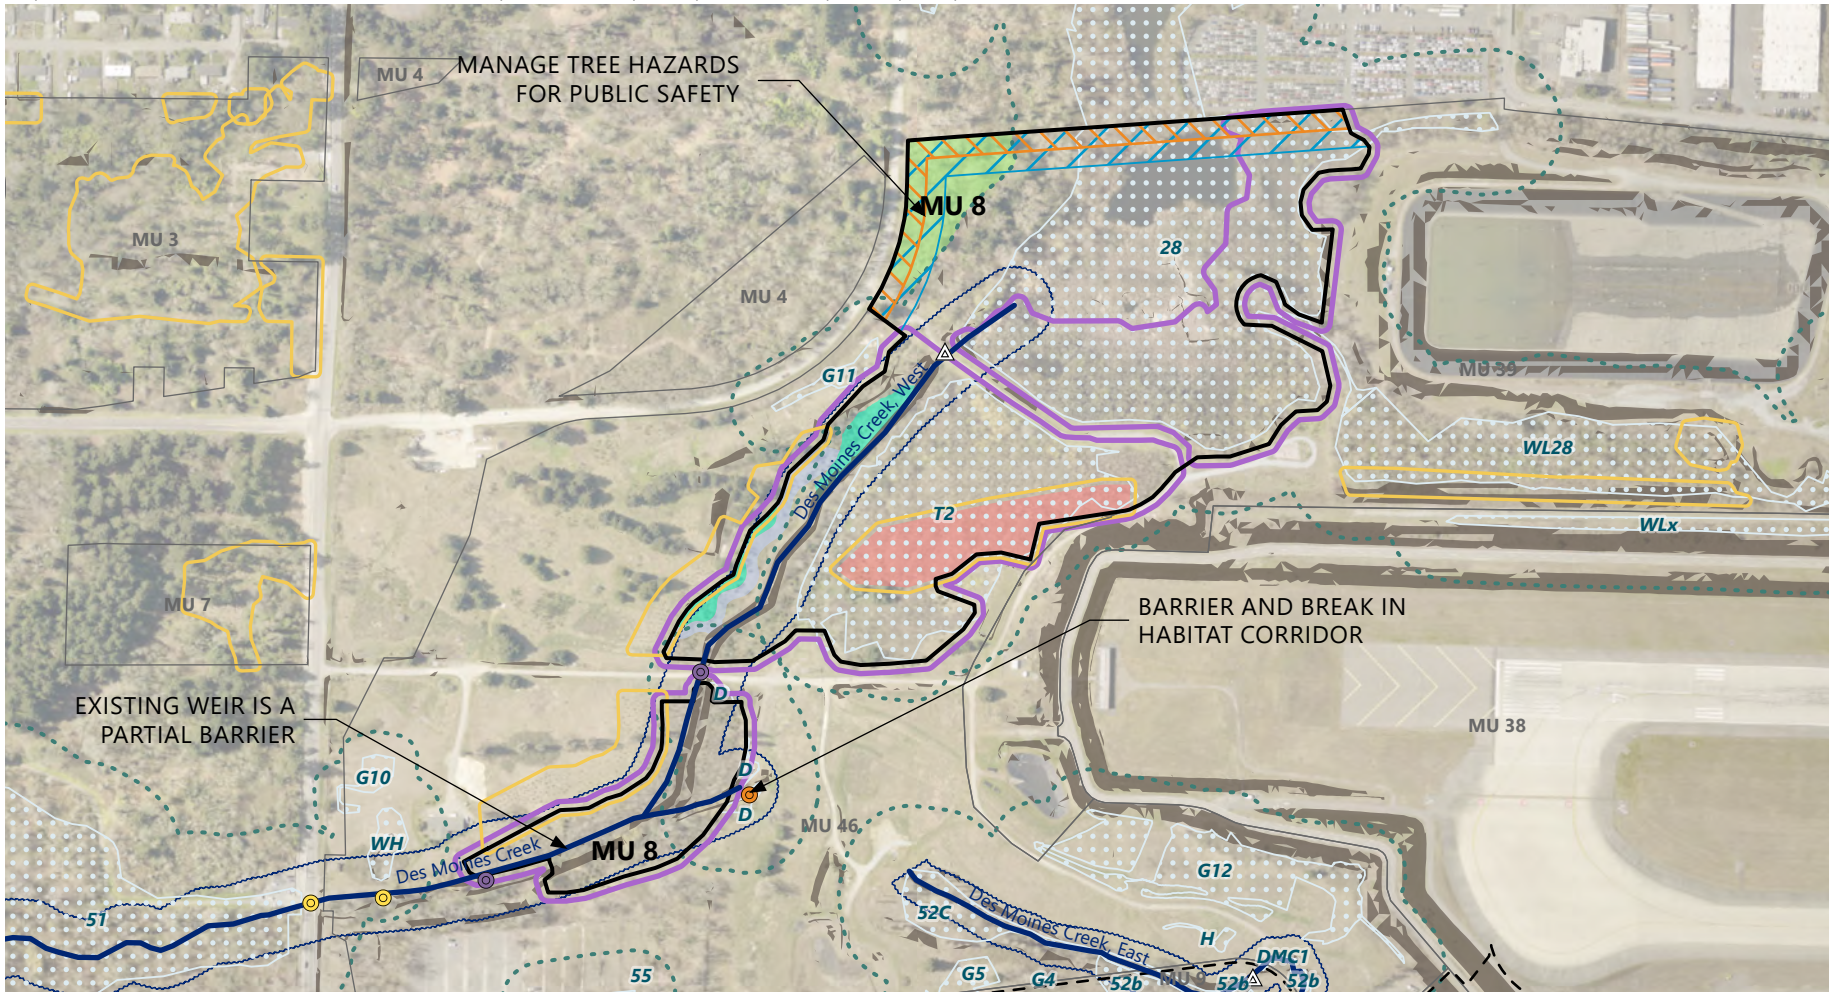 MU 4
MANAGE TREE HAZARDS
FOR PUBLIC SAFETY
MU 8
MU 3
28
MU 4
MU 39
G11
Des Moines Creek, West
WL28
T2
WLx
MU 7
BARRIER AND BREAK IN
HABITAT CORRIDOR
EXISTING WEIR IS A
PARTIAL BARRIER
D
MU 38
G10
D
D
MU 46
WH
MU 8
Des Moines Creek
G12
51
52C
Des Moines Creek, East
H
DMC1
55
G5
G4
52b
MU 9
52b
52b